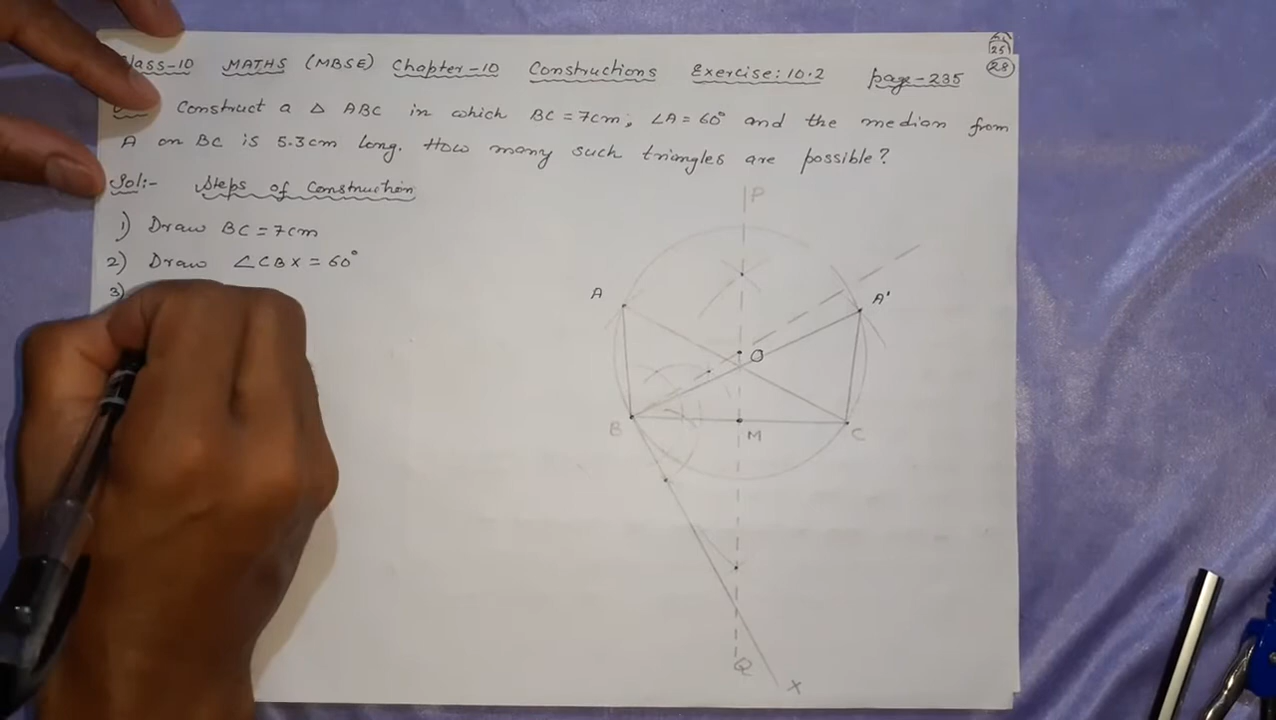 Class-10 MATHS (MBSE) Chapter-10 Constructions Exercise: 10.2 page-235
25
28
Construct a △ ABC in which BC = 7cm; ∠A = 60° and the median from
A on BC is 5.3cm long. How many such triangles are possible?
Sol:- Steps of Construction
1) Draw BC = 7cm
2) Draw ∠CBX = 60°
3)
P
A
A'
O
B
M
C
Q
X